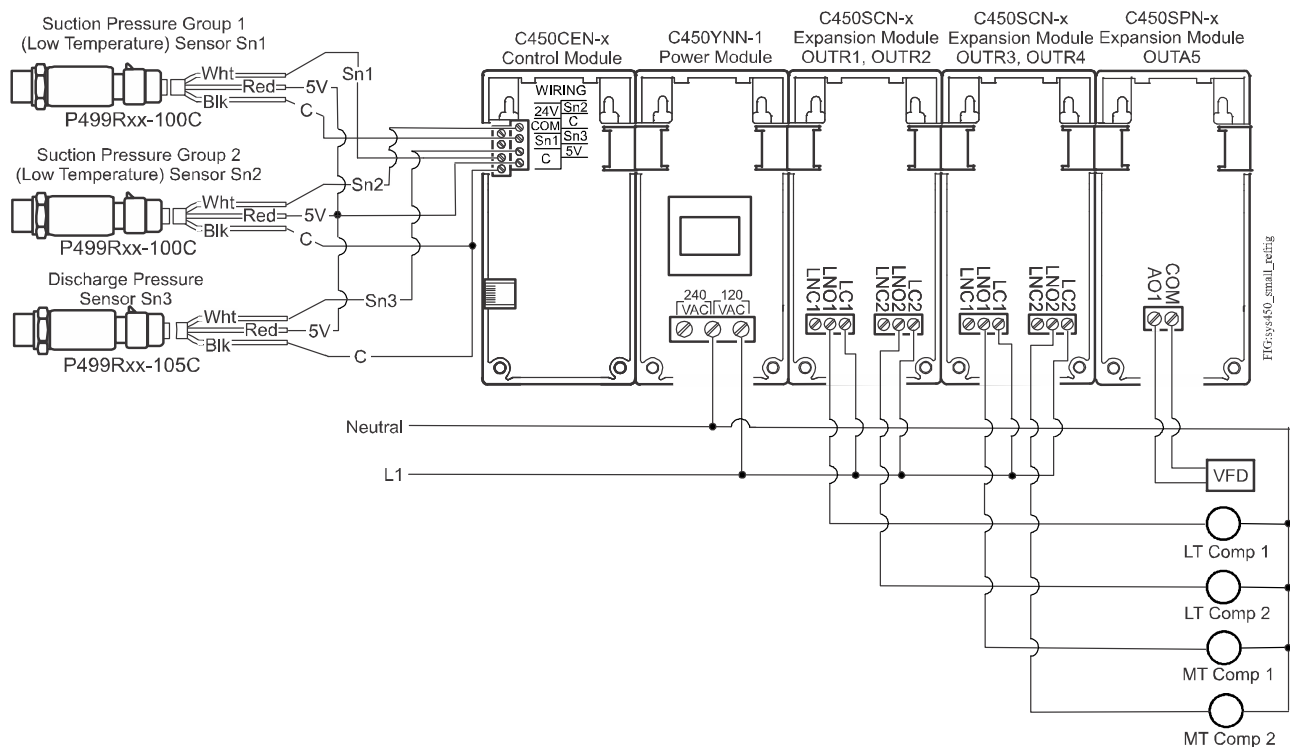 Suction Pressure Group 1
(Low Temperature) Sensor Sn1
Wht
Red
Blk
Sn1
5V
C
P499Rxx-100C
Suction Pressure Group 2
(Low Temperature) Sensor Sn2
Wht
Red
Blk
Sn2
5V
C
P499Rxx-100C
Discharge Pressure
Sensor Sn3
Wht
Red
Blk
Sn3
5V
C
P499Rxx-105C
C450CEN-x
Control Module
WIRING
24V
COM
Sn1
C
Sn2
C
Sn3
5V
C450YNN-1
Power Module
240
VAC
120
VAC
C450SCN-x
Expansion Module
OUTR1, OUTR2
LNC1
LNO1
LC1
LNC2
LNO2
LC2
C450SCN-x
Expansion Module
OUTR3, OUTR4
LNC1
LNO1
LC1
LNC2
LNO2
LC2
C450SPN-x
Expansion Module
OUTA5
AO1
COM
FIG:sys450_small_refrig
Neutral
L1
VFD
LT Comp 1
LT Comp 2
MT Comp 1
MT Comp 2